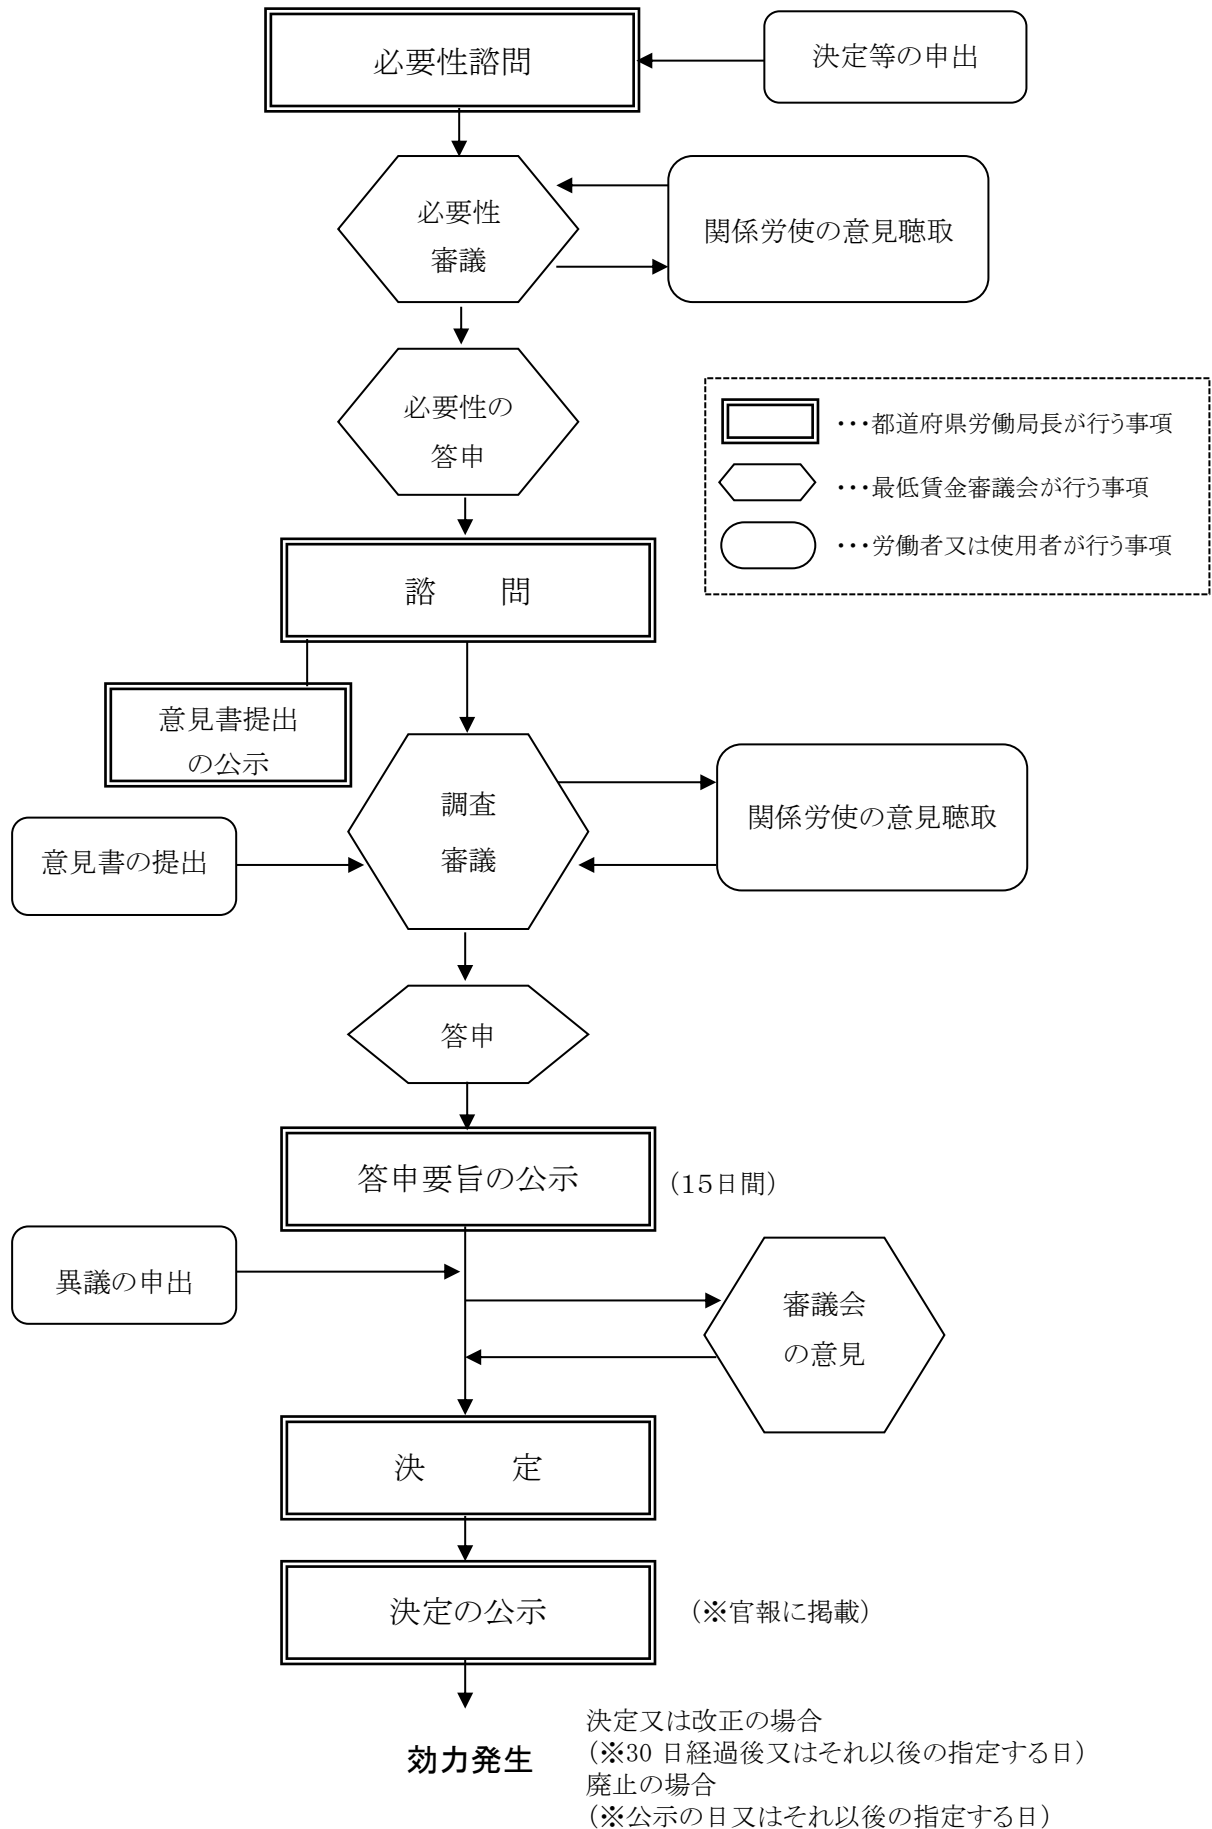 必要性諮問
決定等の申出
必要性
審議
関係労使の意見聴取
必要性の
答申
・・・都道府県労働局長が行う事項
・・・最低賃金審議会が行う事項
・・・労働者又は使用者が行う事項
諮　　問
意見書提出
の公示
調査
審議
関係労使の意見聴取
意見書の提出
答申
答申要旨の公示
（15日間）
異議の申出
審議会
の意見
決　　　定
決定の公示
（※官報に掲載）
効力発生
決定又は改正の場合
（※30 日経過後又はそれ以後の指定する日）
廃止の場合
（※公示の日又はそれ以後の指定する日）